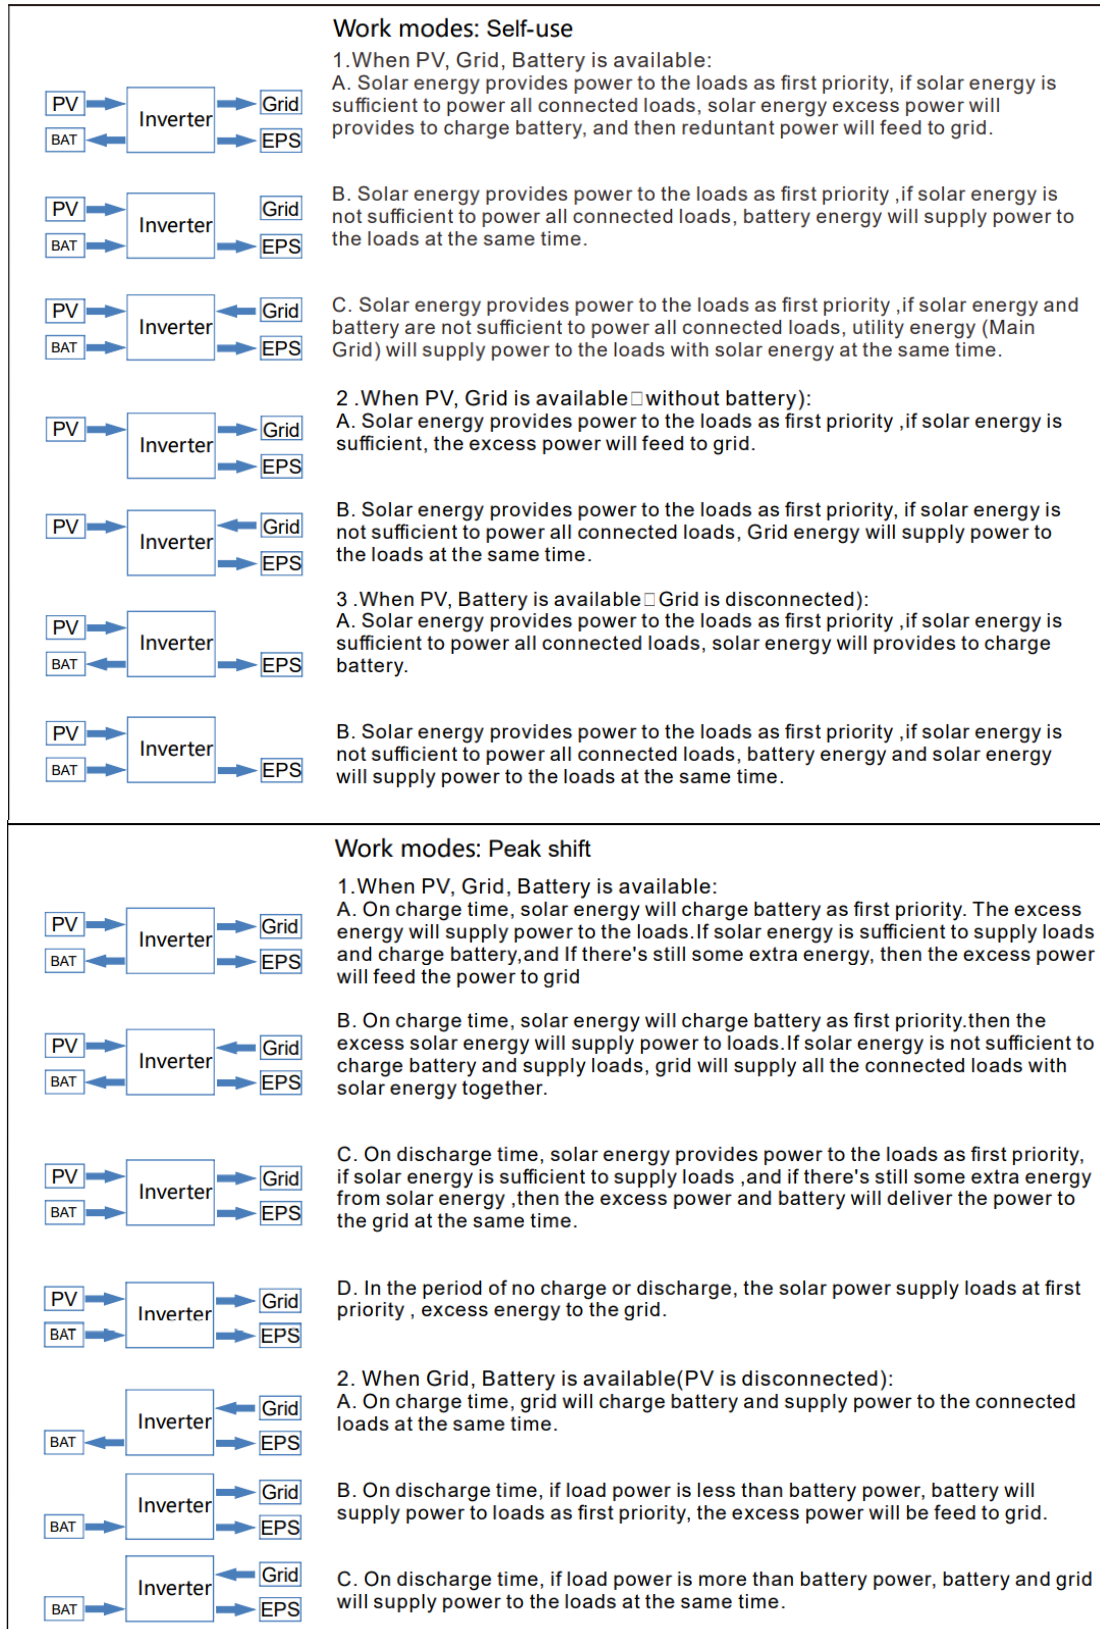 Work modes: Self-use
1.When PV, Grid, Battery is available:
A. Solar energy provides power to the loads as first priority, if solar energy is
sufficient to power all connected loads, solar energy excess power will
provides to charge battery, and then reduntant power will feed to grid.
PV
BAT
Inverter
Grid
EPS
B. Solar energy provides power to the loads as first priority ,if solar energy is
not sufficient to power all connected loads, battery energy will supply power to
the loads at the same time.
PV
BAT
Inverter
Grid
EPS
C. Solar energy provides power to the loads as first priority ,if solar energy and
battery are not sufficient to power all connected loads, utility energy (Main
Grid) will supply power to the loads with solar energy at the same time.
PV
BAT
Inverter
Grid
EPS
2 .When PV, Grid is available□without battery):
A. Solar energy provides power to the loads as first priority ,if solar energy is
sufficient, the excess power will feed to grid.
PV
Inverter
Grid
EPS
B. Solar energy provides power to the loads as first priority, if solar energy is
not sufficient to power all connected loads, Grid energy will supply power to
the loads at the same time.
PV
Inverter
Grid
EPS
3 .When PV, Battery is available□Grid is disconnected):
A. Solar energy provides power to the loads as first priority ,if solar energy is
sufficient to power all connected loads, solar energy will provides to charge
battery.
PV
BAT
Inverter
EPS
B. Solar energy provides power to the loads as first priority ,if solar energy is
not sufficient to power all connected loads, battery energy and solar energy
will supply power to the loads at the same time.
PV
BAT
Inverter
EPS
Work modes: Peak shift
1.When PV, Grid, Battery is available:
A. On charge time, solar energy will charge battery as first priority. The excess
energy will supply power to the loads.If solar energy is sufficient to supply loads
and charge battery,and If there's still some extra energy, then the excess power
will feed the power to grid
PV
BAT
Inverter
Grid
EPS
B. On charge time, solar energy will charge battery as first priority.then the
excess solar energy will supply power to loads.If solar energy is not sufficient to
charge battery and supply loads, grid will supply all the connected loads with
solar energy together.
PV
BAT
Inverter
Grid
EPS
C. On discharge time, solar energy provides power to the loads as first priority,
if solar energy is sufficient to supply loads ,and if there's still some extra energy
from solar energy ,then the excess power and battery will deliver the power to
the grid at the same time.
PV
BAT
Inverter
Grid
EPS
D. In the period of no charge or discharge, the solar power supply loads at first
priority , excess energy to the grid.
PV
BAT
Inverter
Grid
EPS
2. When Grid, Battery is available(PV is disconnected):
A. On charge time, grid will charge battery and supply power to the connected
loads at the same time.
BAT
Inverter
Grid
EPS
B. On discharge time, if load power is less than battery power, battery will
supply power to loads as first priority, the excess power will be feed to grid.
BAT
Inverter
Grid
EPS
C. On discharge time, if load power is more than battery power, battery and grid
will supply power to the loads at the same time.
BAT
Inverter
Grid
EPS